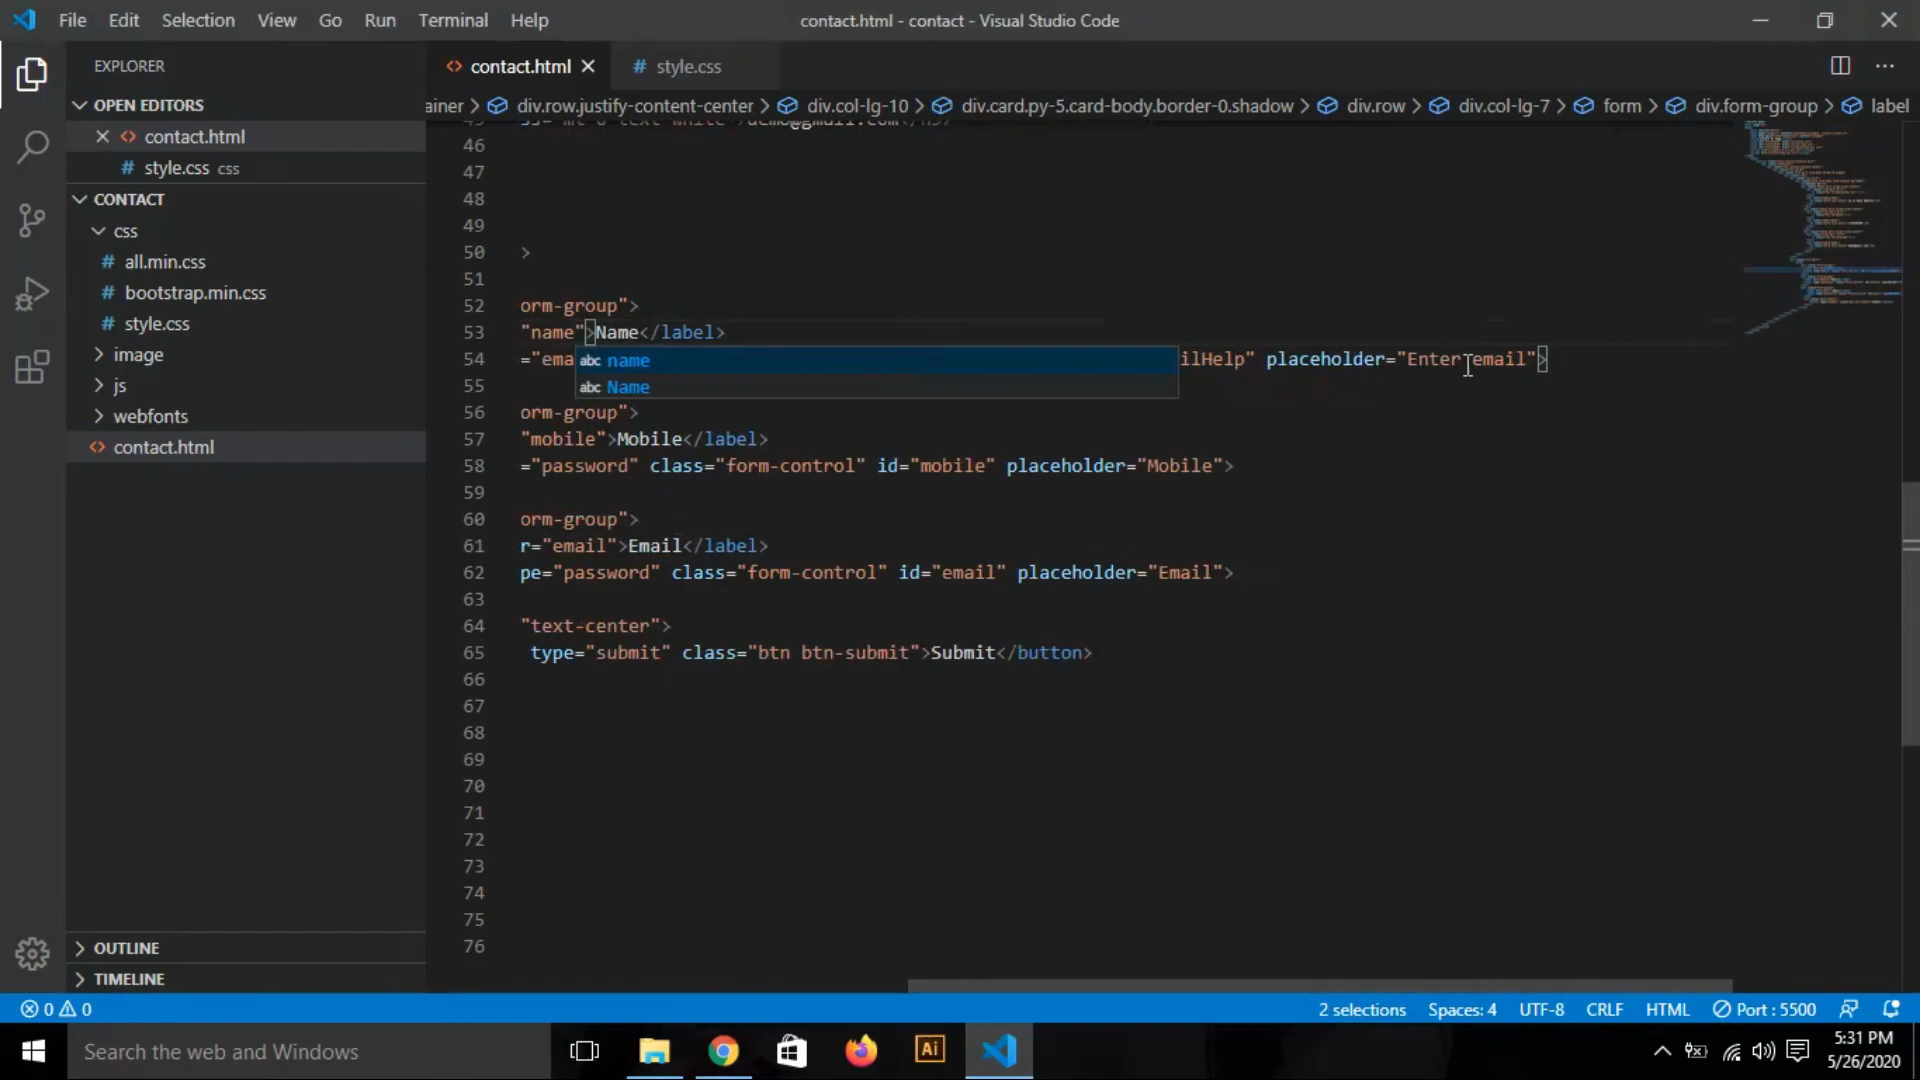 File Edit Selection View Go Run Terminal Help
contact.html - contact - Visual Studio Code
EXPLORER
OPEN EDITORS
contact.html
style.css css
CONTACT
css
all.min.css
bootstrap.min.css
style.css
image
js
webfonts
contact.html
OUTLINE
TIMELINE
contact.html
# style.css
ainer > div.row.justify-content-center > div.col-lg-10 > div.card.py-5.card-body.border-0.shadow > div.row > div.col-lg-7 > form > div.form-group > label
46
47
48
49
50 >
51
52 orm-group">
53 "name">Name</label>
54 ="ema ilHelp" placeholder="Enter email">
abc name
abc Name
55
56 orm-group">
57 "mobile">Mobile</label>
58 ="password" class="form-control" id="mobile" placeholder="Mobile">
59
60 orm-group">
61 r="email">Email</label>
62 pe="password" class="form-control" id="email" placeholder="Email">
63
64 "text-center">
65 type="submit" class="btn btn-submit">Submit</button>
66
67
68
69
70
71
72
73
74
75
76
0 0 2 selections Spaces: 4 UTF-8 CRLF HTML Port : 5500
Search the web and Windows
Ai
5:31 PM
5/26/2020